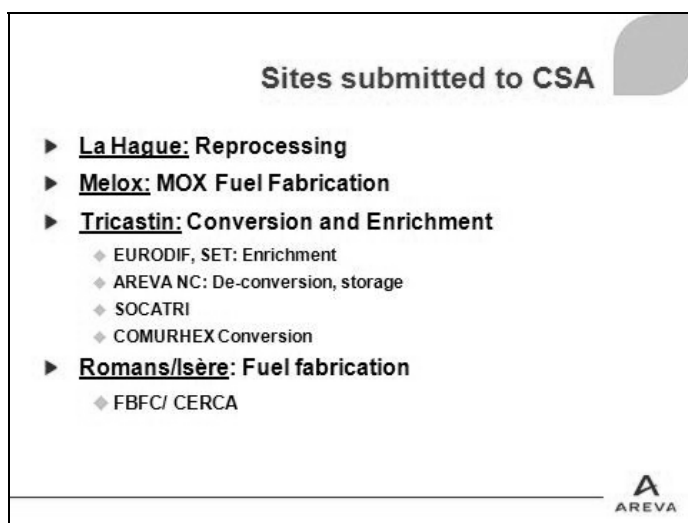 Sites submitted to CSA
La Hague: Reprocessing
Melox: MOX Fuel Fabrication
Tricastin: Conversion and Enrichment
EURODIF, SET: Enrichment
AREVA NC: De-conversion, storage
SOCATRI
COMURHEX Conversion
Romans/Isère: Fuel fabrication
FBFC/ CERCA
AREVA